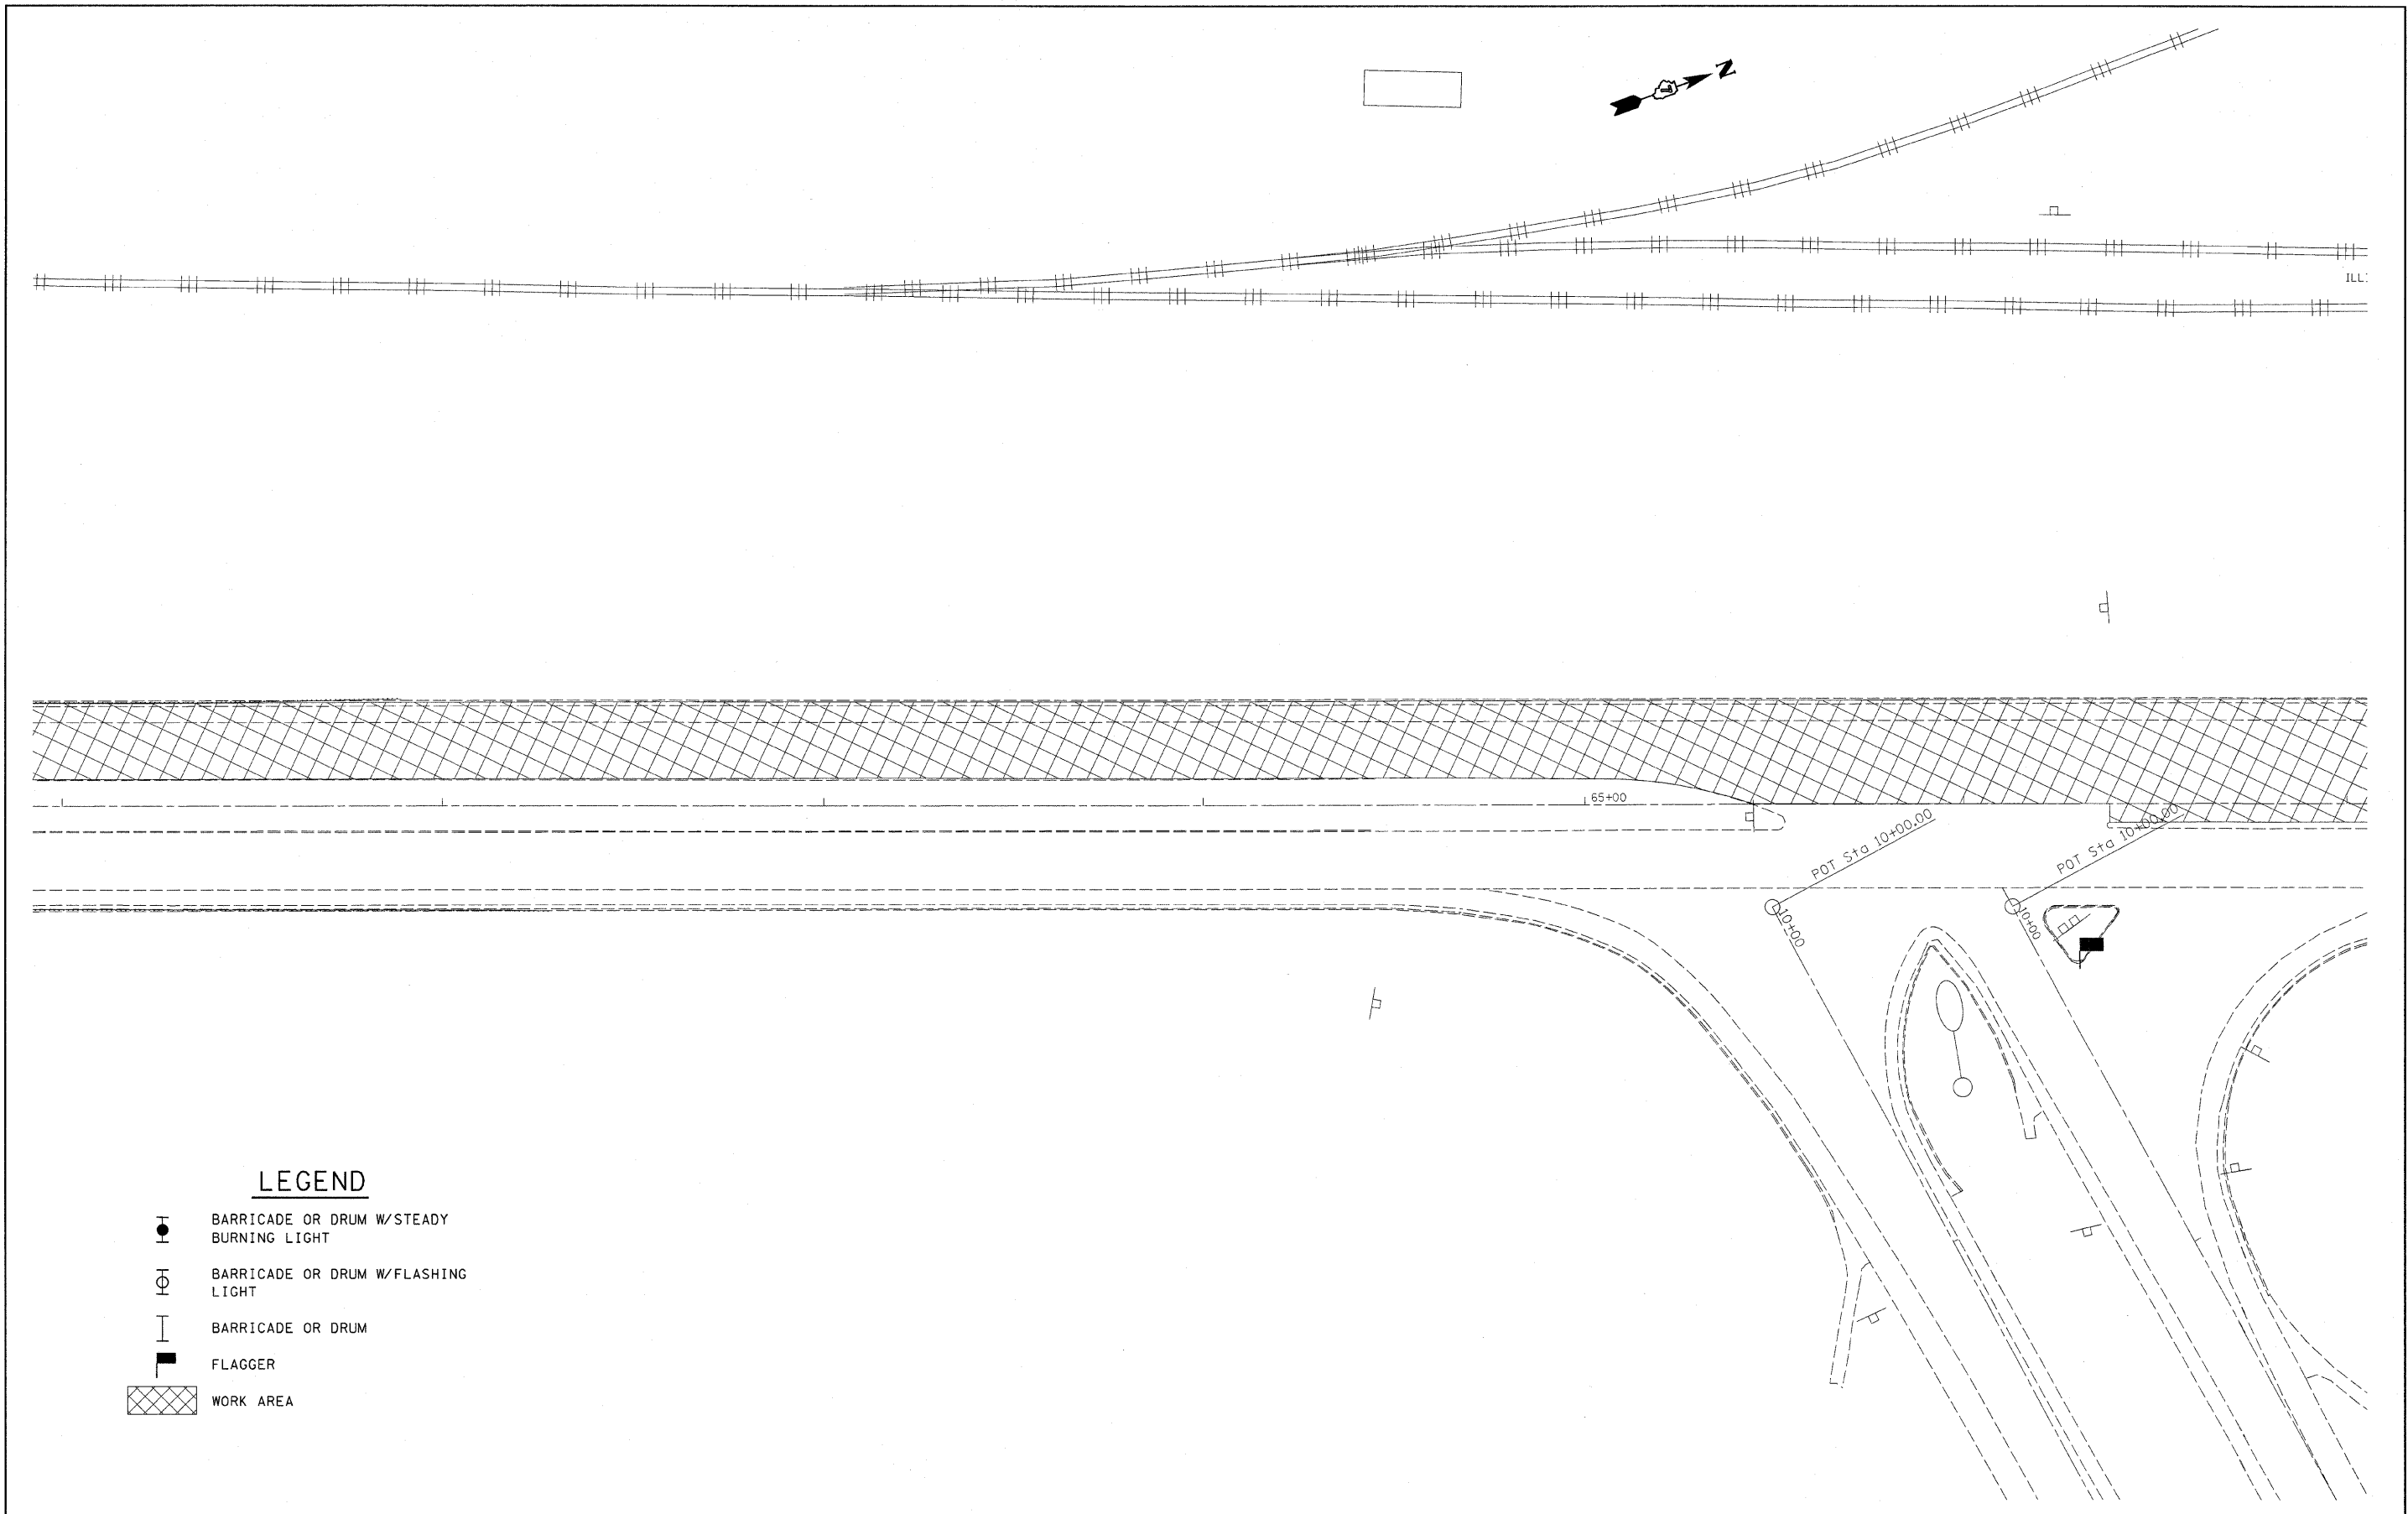 N
ILL:
65+00
POT Sta 10+00.00
POT Sta 10+00.00
10+00
10+00
LEGEND
BARRICADE OR DRUM W/STEADY
BURNING LIGHT
BARRICADE OR DRUM W/FLASHING
LIGHT
BARRICADE OR DRUM
FLAGGER
WORK AREA